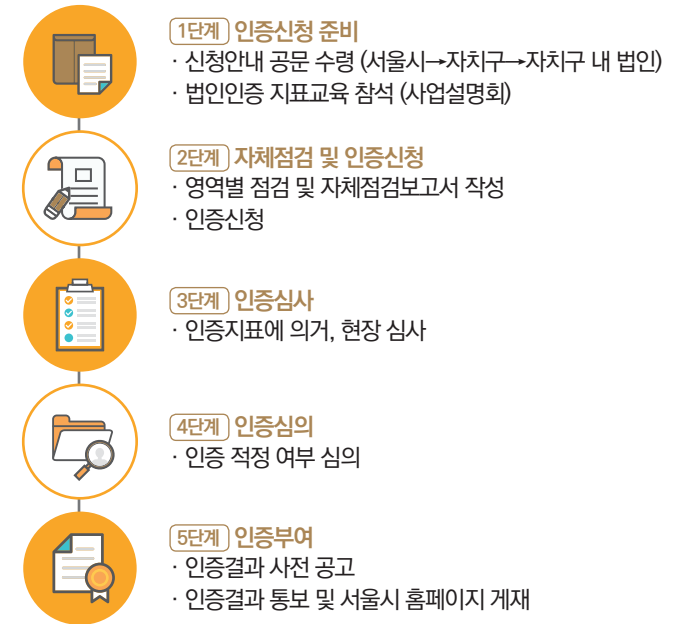 1단계 인증신청 준비
· 신청안내 공문 수령 (서울시→자치구→자치구 내 법인)
· 법인인증 지표교육 참석 (사업설명회)
2단계 자체점검 및 인증신청
· 영역별 점검 및 자체점검보고서 작성
· 인증신청
3단계 인증심사
· 인증지표에 의거, 현장 심사
4단계 인증심의
· 인증 적정 여부 심의
5단계 인증부여
· 인증결과 사전 공고
· 인증결과 통보 및 서울시 홈페이지 게재